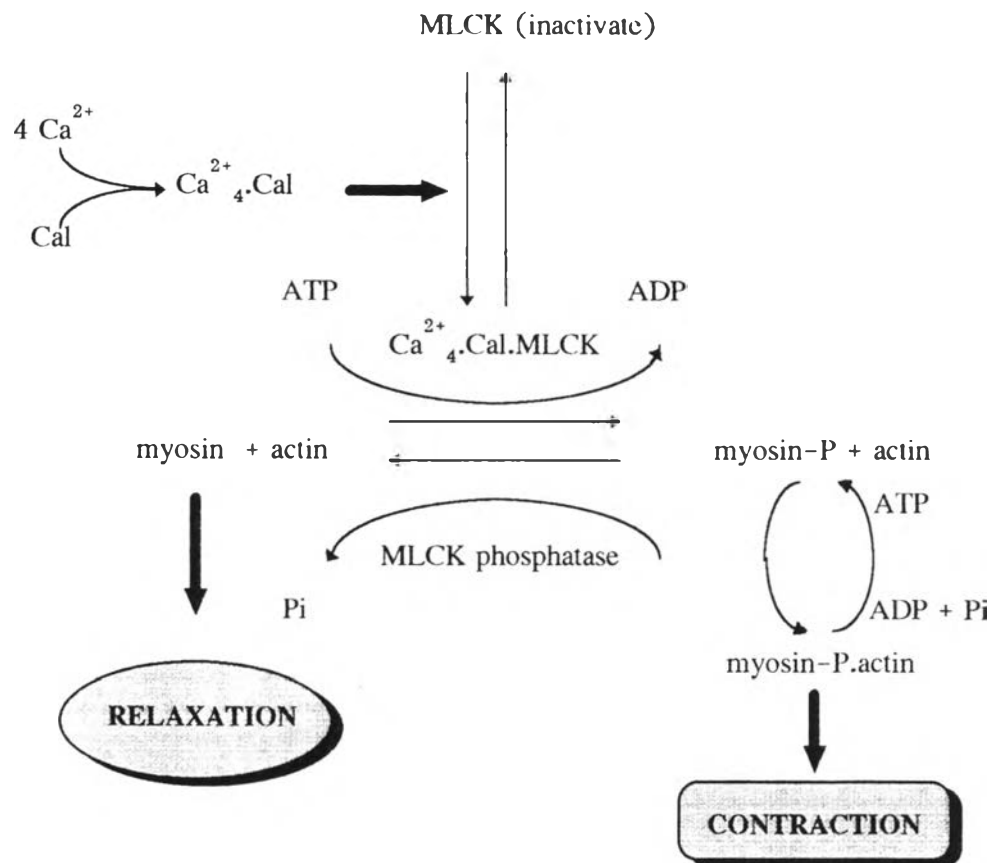 MLCK (inactivate)
4 Ca²⁺
Ca²⁺₄.Cal
Cal
ATP
ADP
Ca²⁺₄.Cal.MLCK
myosin + actin
myosin-P + actin
ATP
MLCK phosphatase
Pi
ADP + Pi
myosin-P.actin
RELAXATION
CONTRACTION